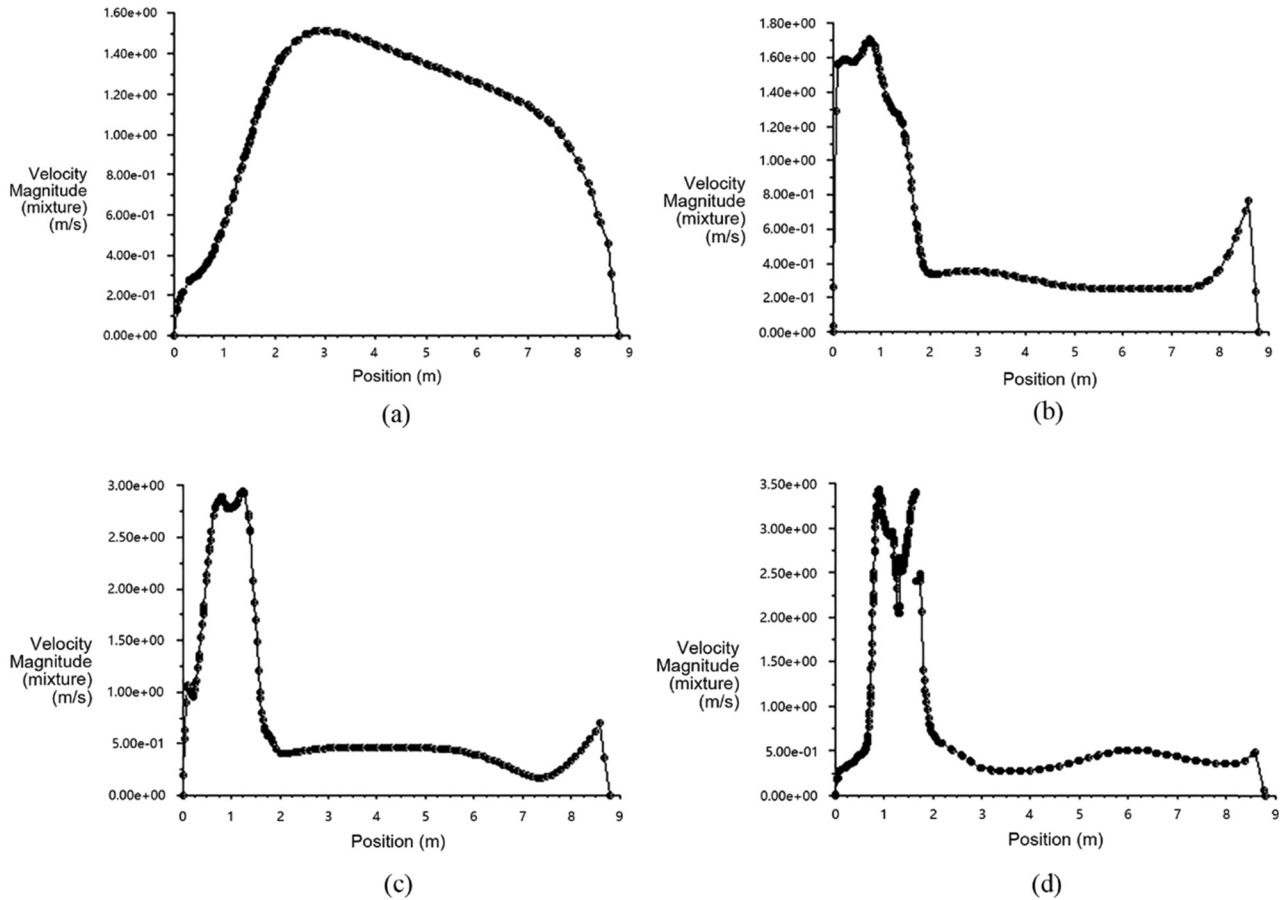 1.60e+00
1.40e+00
1.20e+00
1.00e+00
8.00e-01
6.00e-01
4.00e-01
2.00e-01
0.00e+00
Velocity
Magnitude
(mixture)
(m/s)
0 1 2 3 4 5 6 7 8 9
Position (m)
(a)
1.80e+00
1.60e+00
1.40e+00
1.20e+00
1.00e+00
8.00e-01
6.00e-01
4.00e-01
2.00e-01
0.00e+00
Velocity
Magnitude
(mixture)
(m/s)
0 1 2 3 4 5 6 7 8 9
Position (m)
(b)
3.00e+00
2.50e+00
2.00e+00
1.50e+00
1.00e+00
5.00e-01
0.00e+00
Velocity
Magnitude
(mixture)
(m/s)
0 1 2 3 4 5 6 7 8 9
Position (m)
(c)
3.50e+00
3.00e+00
2.50e+00
2.00e+00
1.50e+00
1.00e+00
5.00e-01
0.00e+00
Velocity
Magnitude
(mixture)
(m/s)
0 1 2 3 4 5 6 7 8 9
Position (m)
(d)